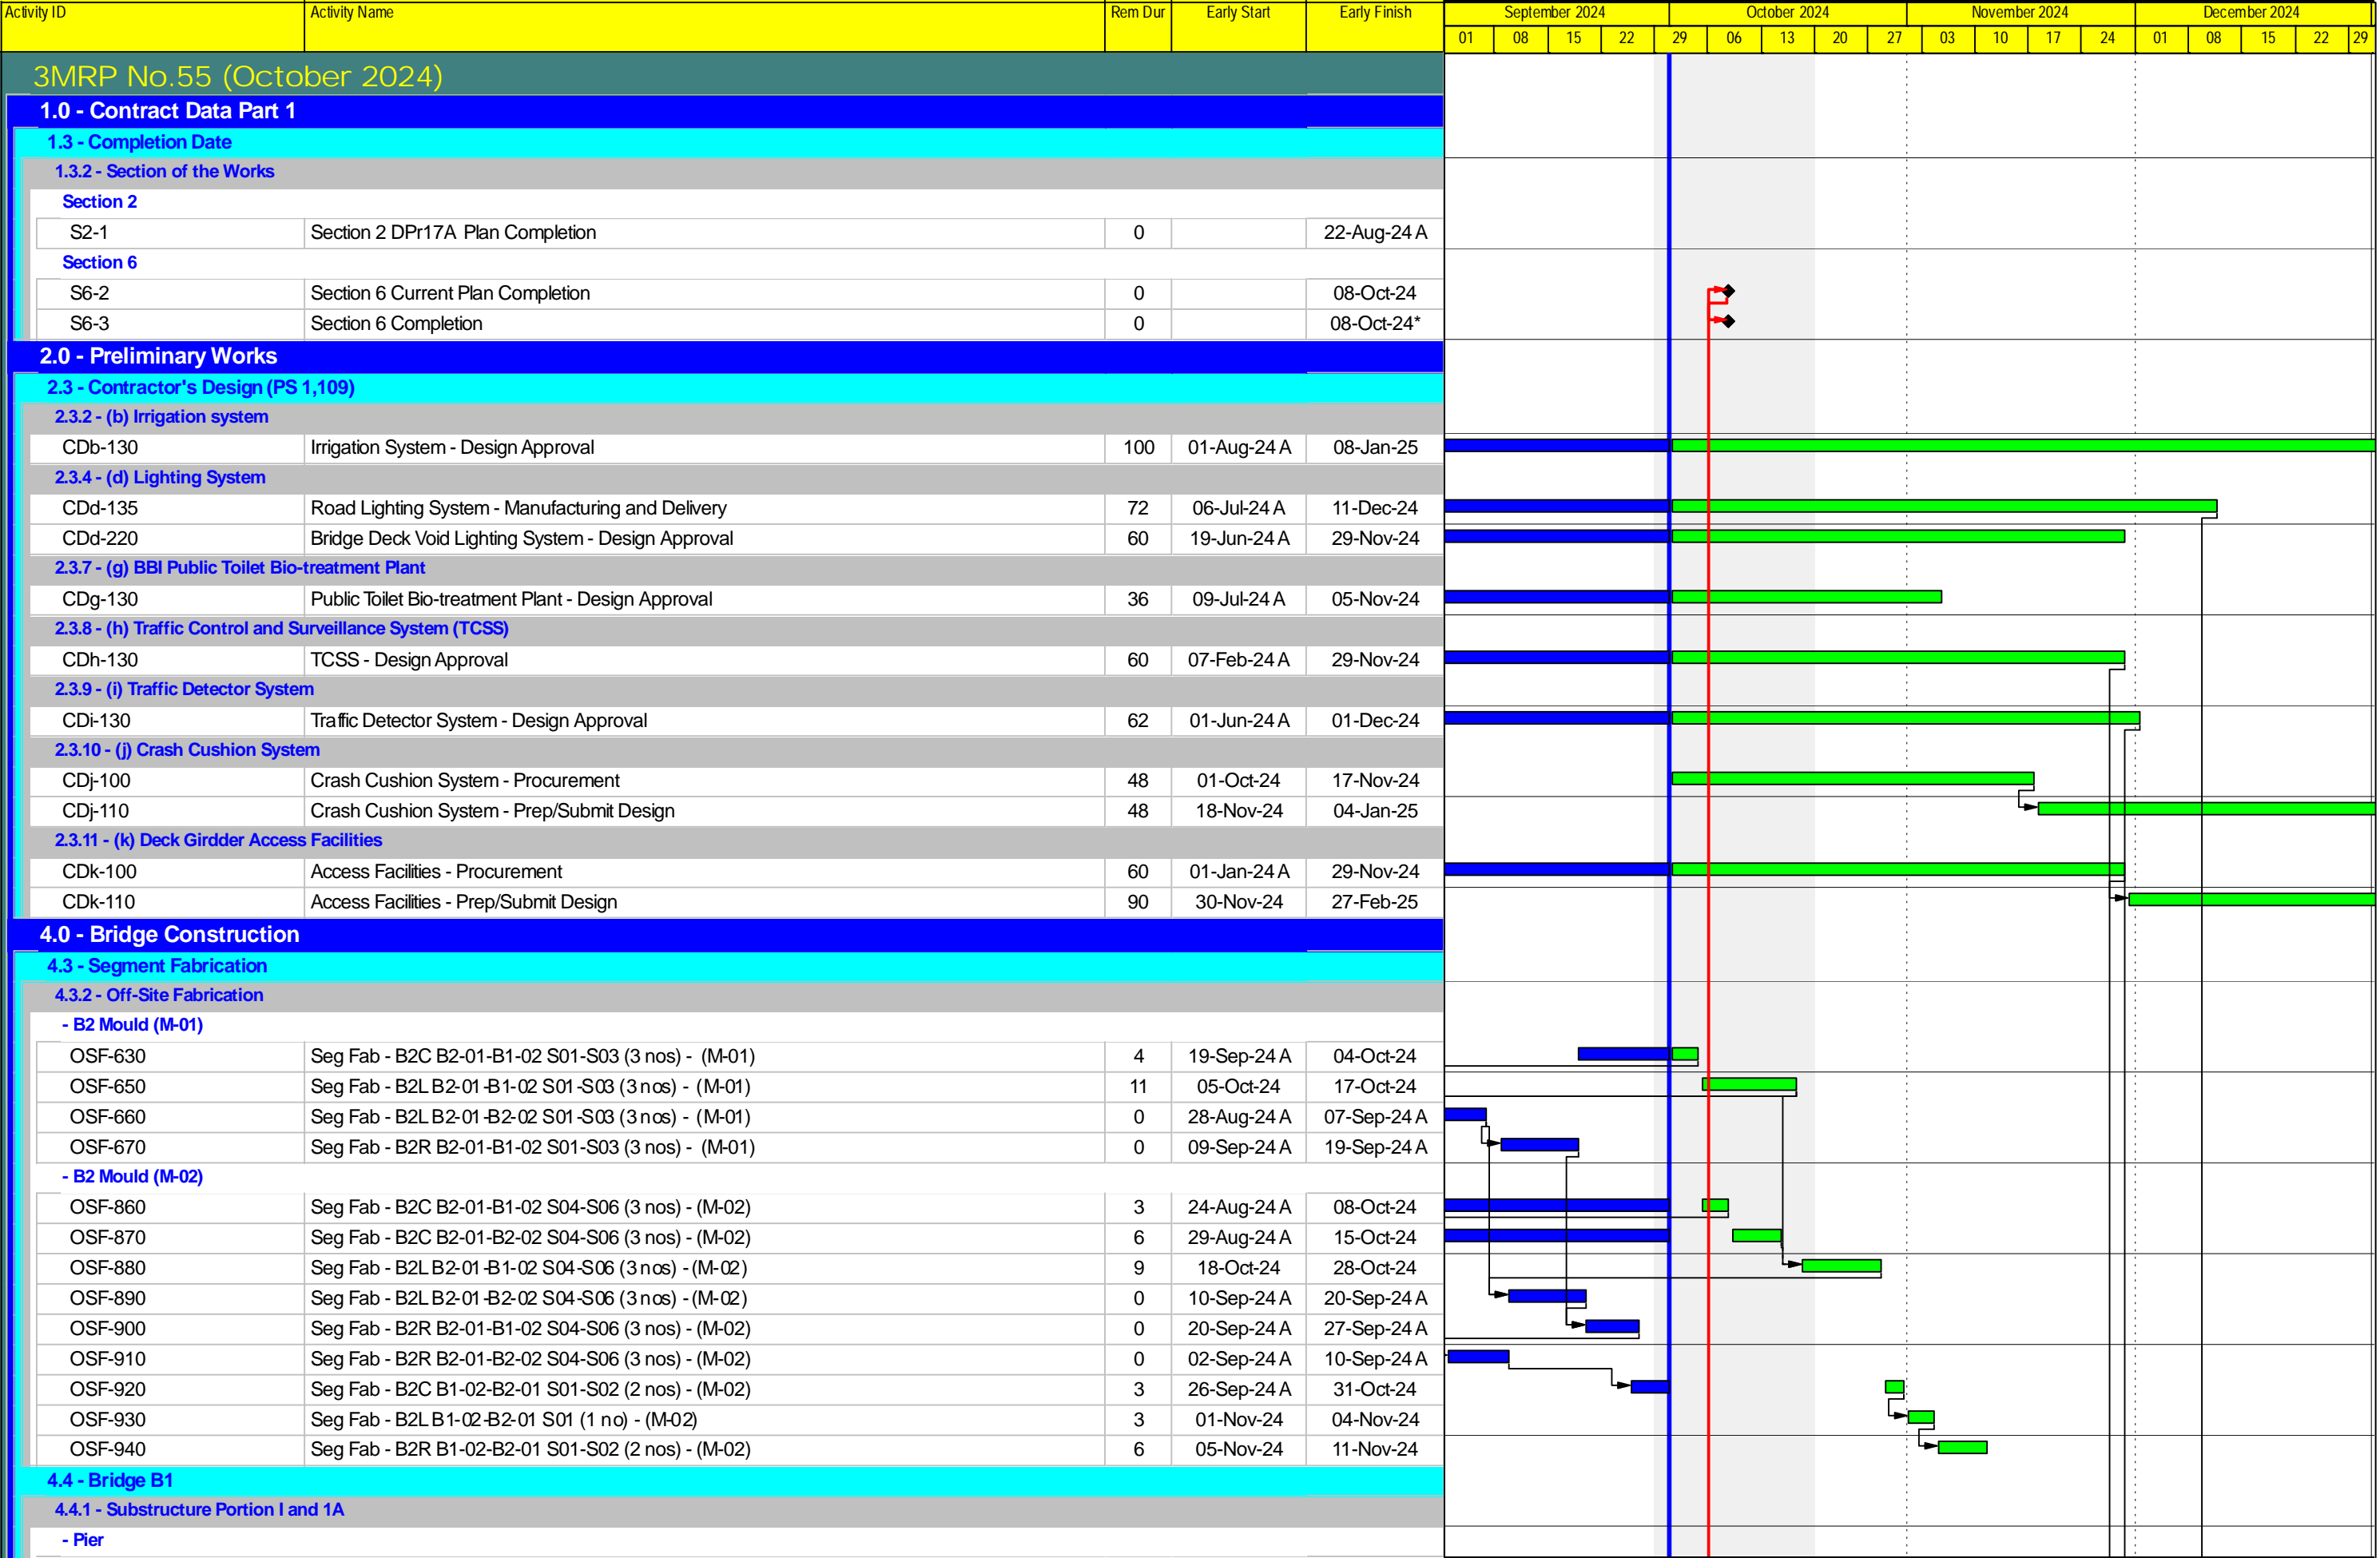 Activity ID Activity Name Rem Dur Early Start Early Finish September 2024 October 2024 November 2024 December 2024
01 08 15 22 29 06 13 20 27 03 10 17 24 01 08 15 22 29
3MRP No.55 (October 2024)
1.0 - Contract Data Part 1
1.3 - Completion Date
1.3.2 - Section of the Works
Section 2
S2-1 Section 2 DPr17A Plan Completion 0 22-Aug-24 A
Section 6
S6-2 Section 6 Current Plan Completion 0 08-Oct-24
S6-3 Section 6 Completion 0 08-Oct-24*
2.0 - Preliminary Works
2.3 - Contractor's Design (PS 1,109)
2.3.2 - (b) Irrigation system
CDb-130 Irrigation System - Design Approval 100 01-Aug-24 A 08-Jan-25
2.3.4 - (d) Lighting System
CDd-135 Road Lighting System - Manufacturing and Delivery 72 06-Jul-24 A 11-Dec-24
CDd-220 Bridge Deck Void Lighting System - Design Approval 60 19-Jun-24 A 29-Nov-24
2.3.7 - (g) BBI Public Toilet Bio-treatment Plant
CDg-130 Public Toilet Bio-treatment Plant - Design Approval 36 09-Jul-24 A 05-Nov-24
2.3.8 - (h) Traffic Control and Surveillance System (TCSS)
CDh-130 TCSS - Design Approval 60 07-Feb-24 A 29-Nov-24
2.3.9 - (i) Traffic Detector System
CDi-130 Traffic Detector System - Design Approval 62 01-Jun-24 A 01-Dec-24
2.3.10 - (j) Crash Cushion System
CDj-100 Crash Cushion System - Procurement 48 01-Oct-24 17-Nov-24
CDj-110 Crash Cushion System - Prep/Submit Design 48 18-Nov-24 04-Jan-25
2.3.11 - (k) Deck Girdder Access Facilities
CDk-100 Access Facilities - Procurement 60 01-Jan-24 A 29-Nov-24
CDk-110 Access Facilities - Prep/Submit Design 90 30-Nov-24 27-Feb-25
4.0 - Bridge Construction
4.3 - Segment Fabrication
4.3.2 - Off-Site Fabrication
- B2 Mould (M-01)
OSF-630 Seg Fab - B2C B2-01-B1-02 S01-S03 (3 nos) - (M-01) 4 19-Sep-24 A 04-Oct-24
OSF-650 Seg Fab - B2L B2-01-B1-02 S01-S03 (3 nos) - (M-01) 11 05-Oct-24 17-Oct-24
OSF-660 Seg Fab - B2L B2-01-B2-02 S01-S03 (3 nos) - (M-01) 0 28-Aug-24 A 07-Sep-24 A
OSF-670 Seg Fab - B2R B2-01-B1-02 S01-S03 (3 nos) - (M-01) 0 09-Sep-24 A 19-Sep-24 A
- B2 Mould (M-02)
OSF-860 Seg Fab - B2C B2-01-B1-02 S04-S06 (3 nos) - (M-02) 3 24-Aug-24 A 08-Oct-24
OSF-870 Seg Fab - B2C B2-01-B2-02 S04-S06 (3 nos) - (M-02) 6 29-Aug-24 A 15-Oct-24
OSF-880 Seg Fab - B2L B2-01-B1-02 S04-S06 (3 nos) - (M-02) 9 18-Oct-24 28-Oct-24
OSF-890 Seg Fab - B2L B2-01-B2-02 S04-S06 (3 nos) - (M-02) 0 10-Sep-24 A 20-Sep-24 A
OSF-900 Seg Fab - B2R B2-01-B1-02 S04-S06 (3 nos) - (M-02) 0 20-Sep-24 A 27-Sep-24 A
OSF-910 Seg Fab - B2R B2-01-B2-02 S04-S06 (3 nos) - (M-02) 0 02-Sep-24 A 10-Sep-24 A
OSF-920 Seg Fab - B2C B1-02-B2-01 S01-S02 (2 nos) - (M-02) 3 26-Sep-24 A 31-Oct-24
OSF-930 Seg Fab - B2L B1-02-B2-01 S01 (1 no) - (M-02) 3 01-Nov-24 04-Nov-24
OSF-940 Seg Fab - B2R B1-02-B2-01 S01-S02 (2 nos) - (M-02) 6 05-Nov-24 11-Nov-24
4.4 - Bridge B1
4.4.1 - Substructure Portion I and 1A
- Pier